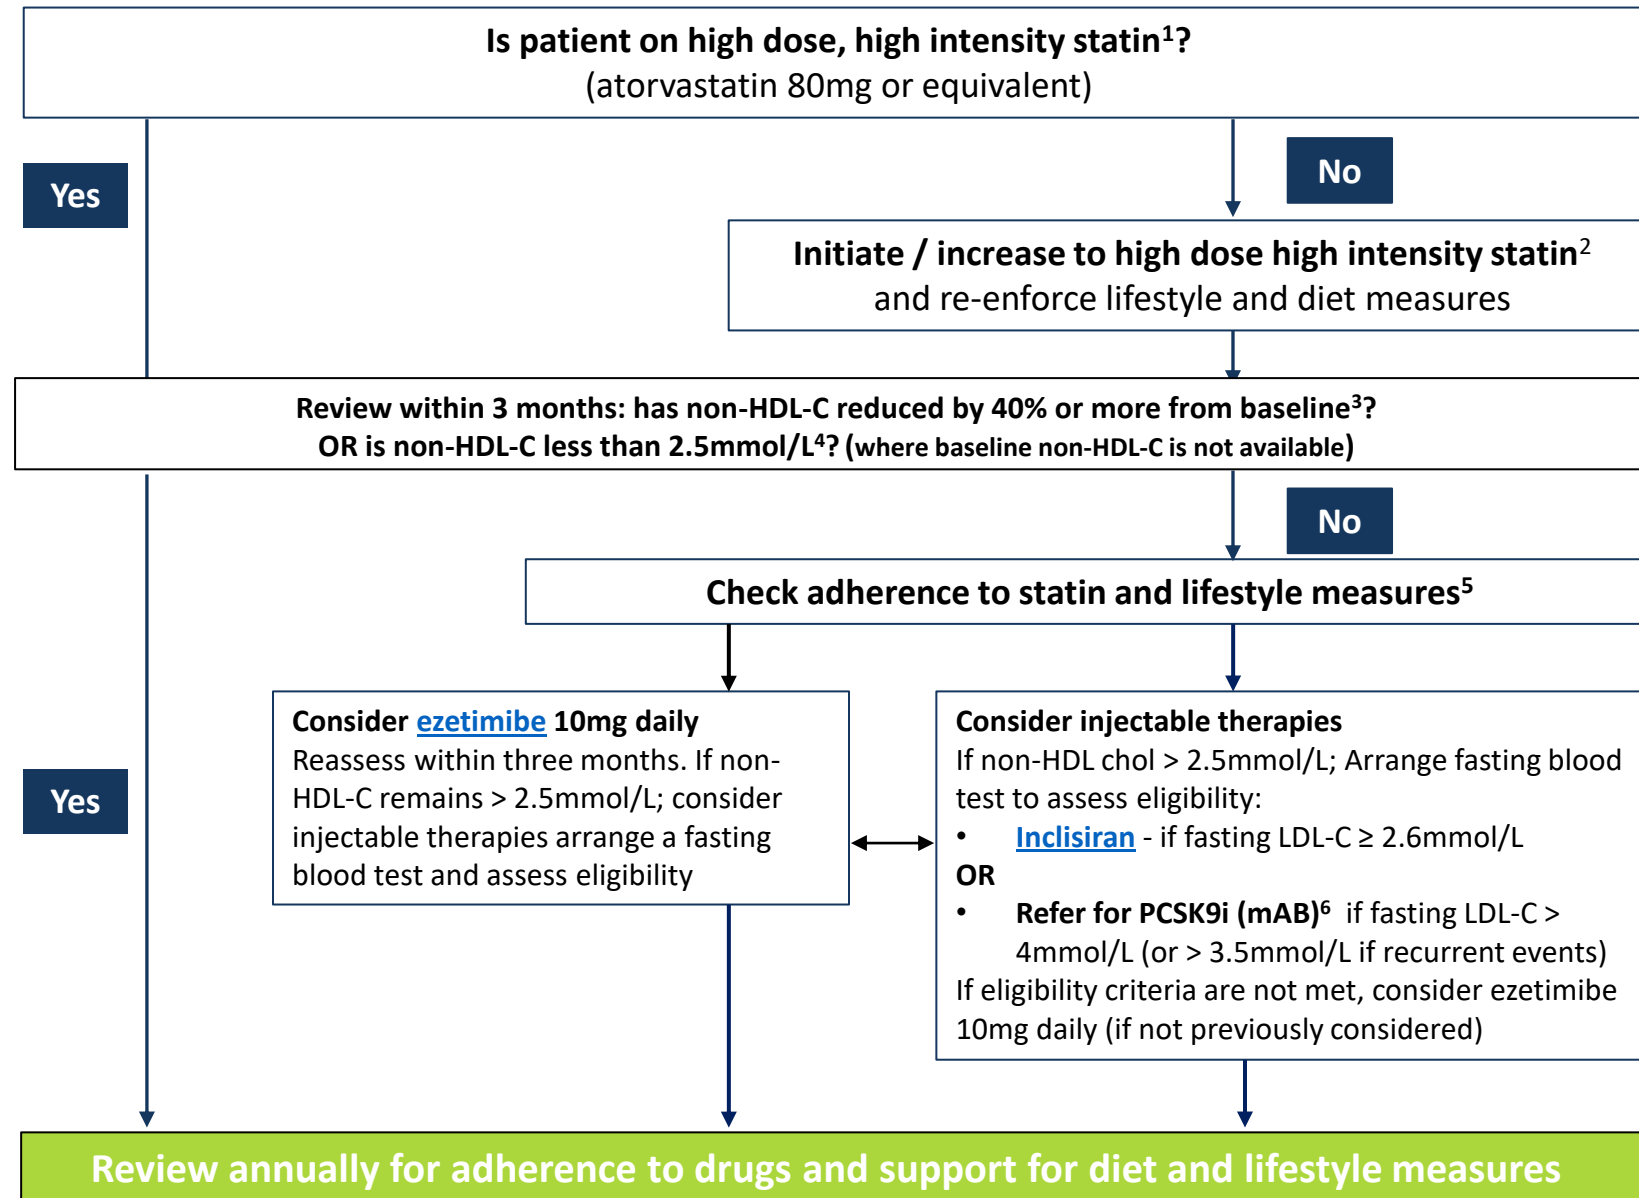 Is patient on high dose, high intensity statin¹?
(atorvastatin 80mg or equivalent)
Yes
No
Initiate / increase to high dose high intensity statin²
and re-enforce lifestyle and diet measures
Review within 3 months: has non-HDL-C reduced by 40% or more from baseline³?
OR is non-HDL-C less than 2.5mmol/L⁴? (where baseline non-HDL-C is not available)
No
Check adherence to statin and lifestyle measures⁵
Yes
Consider ezetimibe 10mg daily
Reassess within three months. If non-
HDL-C remains > 2.5mmol/L; consider
injectable therapies arrange a fasting
blood test and assess eligibility
Consider injectable therapies
If non-HDL chol > 2.5mmol/L; Arrange fasting blood
test to assess eligibility:
• Inclisiran - if fasting LDL-C ≥ 2.6mmol/L
OR
• Refer for PCSK9i (mAB)⁶ if fasting LDL-C >
4mmol/L (or > 3.5mmol/L if recurrent events)
If eligibility criteria are not met, consider ezetimibe
10mg daily (if not previously considered)
Review annually for adherence to drugs and support for diet and lifestyle measures